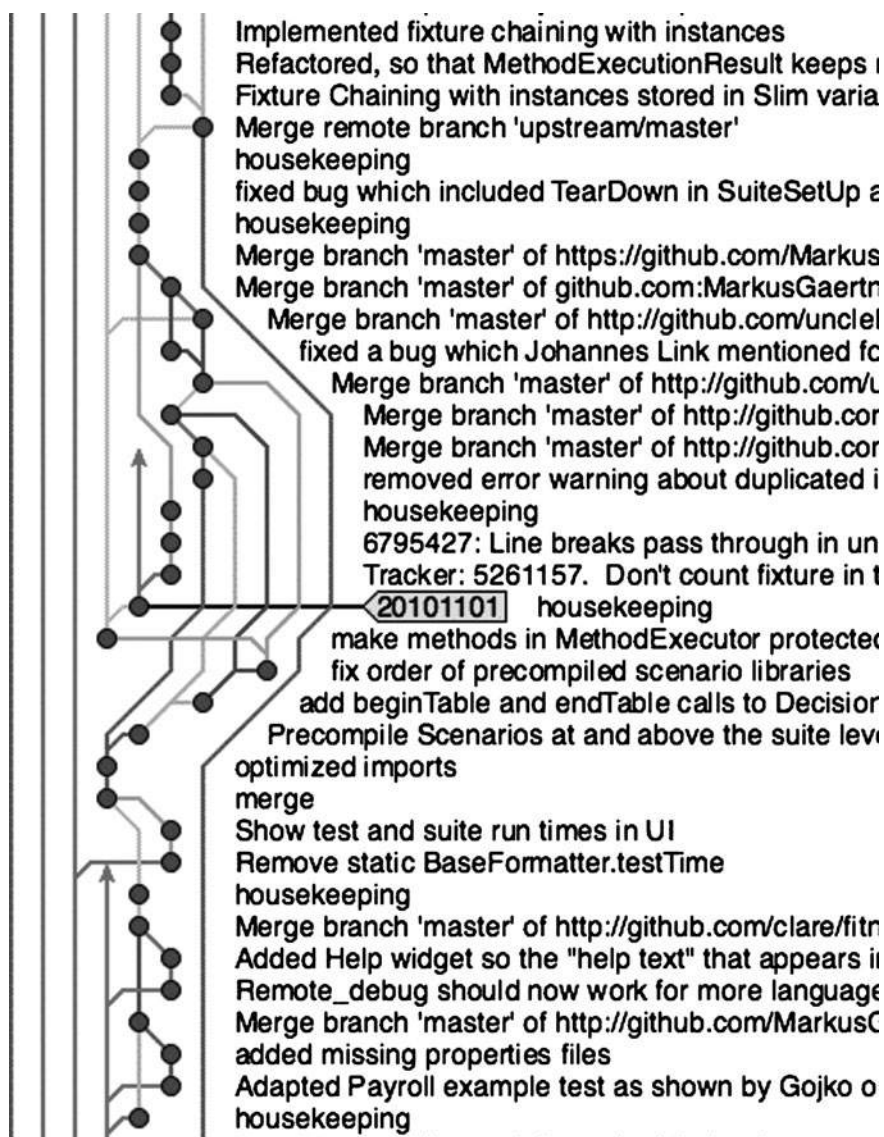 Implemented fixture chaining with instances
Refactored, so that MethodExecutionResult keeps
Fixture Chaining with instances stored in Slim varia
Merge remote branch 'upstream/master'
housekeeping
fixed bug which included TearDown in SuiteSetUp a
housekeeping
Merge branch 'master' of https://github.com/Markus
Merge branch 'master' of github.com:MarkusGaertn
Merge branch 'master' of http://github.com/uncle
fixed a bug which Johannes Link mentioned fo
Merge branch 'master' of http://github.com/u
Merge branch 'master' of http://github.com
Merge branch 'master' of http://github.com
removed error warning about duplicated i
housekeeping
6795427: Line breaks pass through in un
Tracker: 5261157.  Don't count fixture in t
20101101 housekeeping
make methods in MethodExecutor protected
fix order of precompiled scenario libraries
add beginTable and endTable calls to Decision
Precompile Scenarios at and above the suite leve
optimized imports
merge
Show test and suite run times in UI
Remove static BaseFormatter.testTime
housekeeping
Merge branch 'master' of http://github.com/clare/fitn
Added Help widget so the "help text" that appears i
Remote_debug should now work for more language
Merge branch 'master' of http://github.com/MarkusG
added missing properties files
Adapted Payroll example test as shown by Gojko o
housekeeping